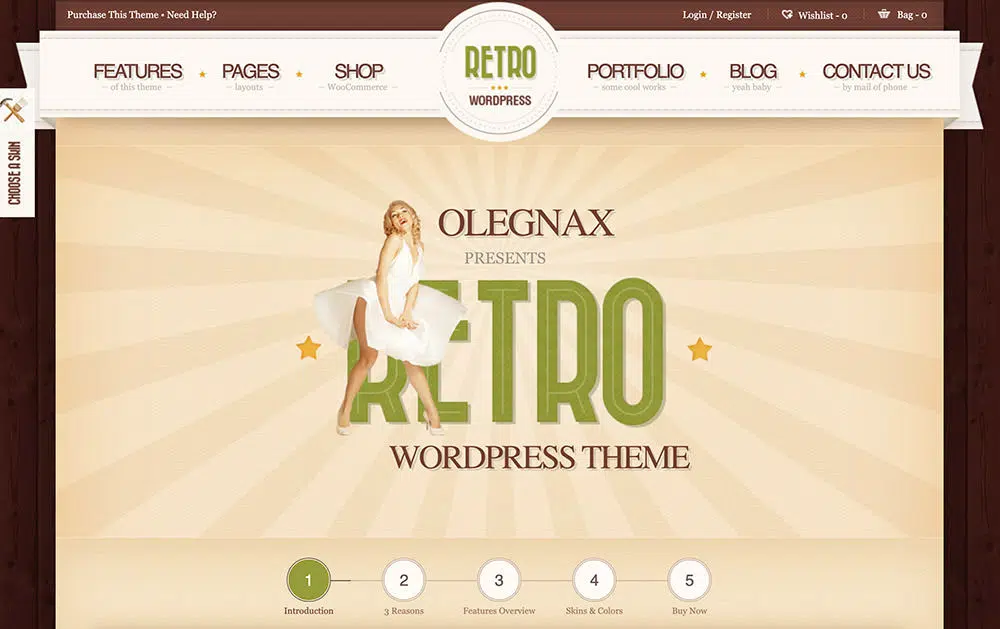 Purchase This Theme • Need Help?
Login / Register
Wishlist - 0
Bag - 0
FEATURES
of this theme
PAGES
layouts
SHOP
WooCommerce
RETRO
WORDPRESS
PORTFOLIO
some cool works
BLOG
yeah baby
CONTACT US
by mail of phone
CHOOSE A SKIN
OLEGNAX
PRESENTS
RETRO
WORDPRESS THEME
1
2
3
4
5
Introduction
3 Reasons
Features Overview
Skins & Colors
Buy Now